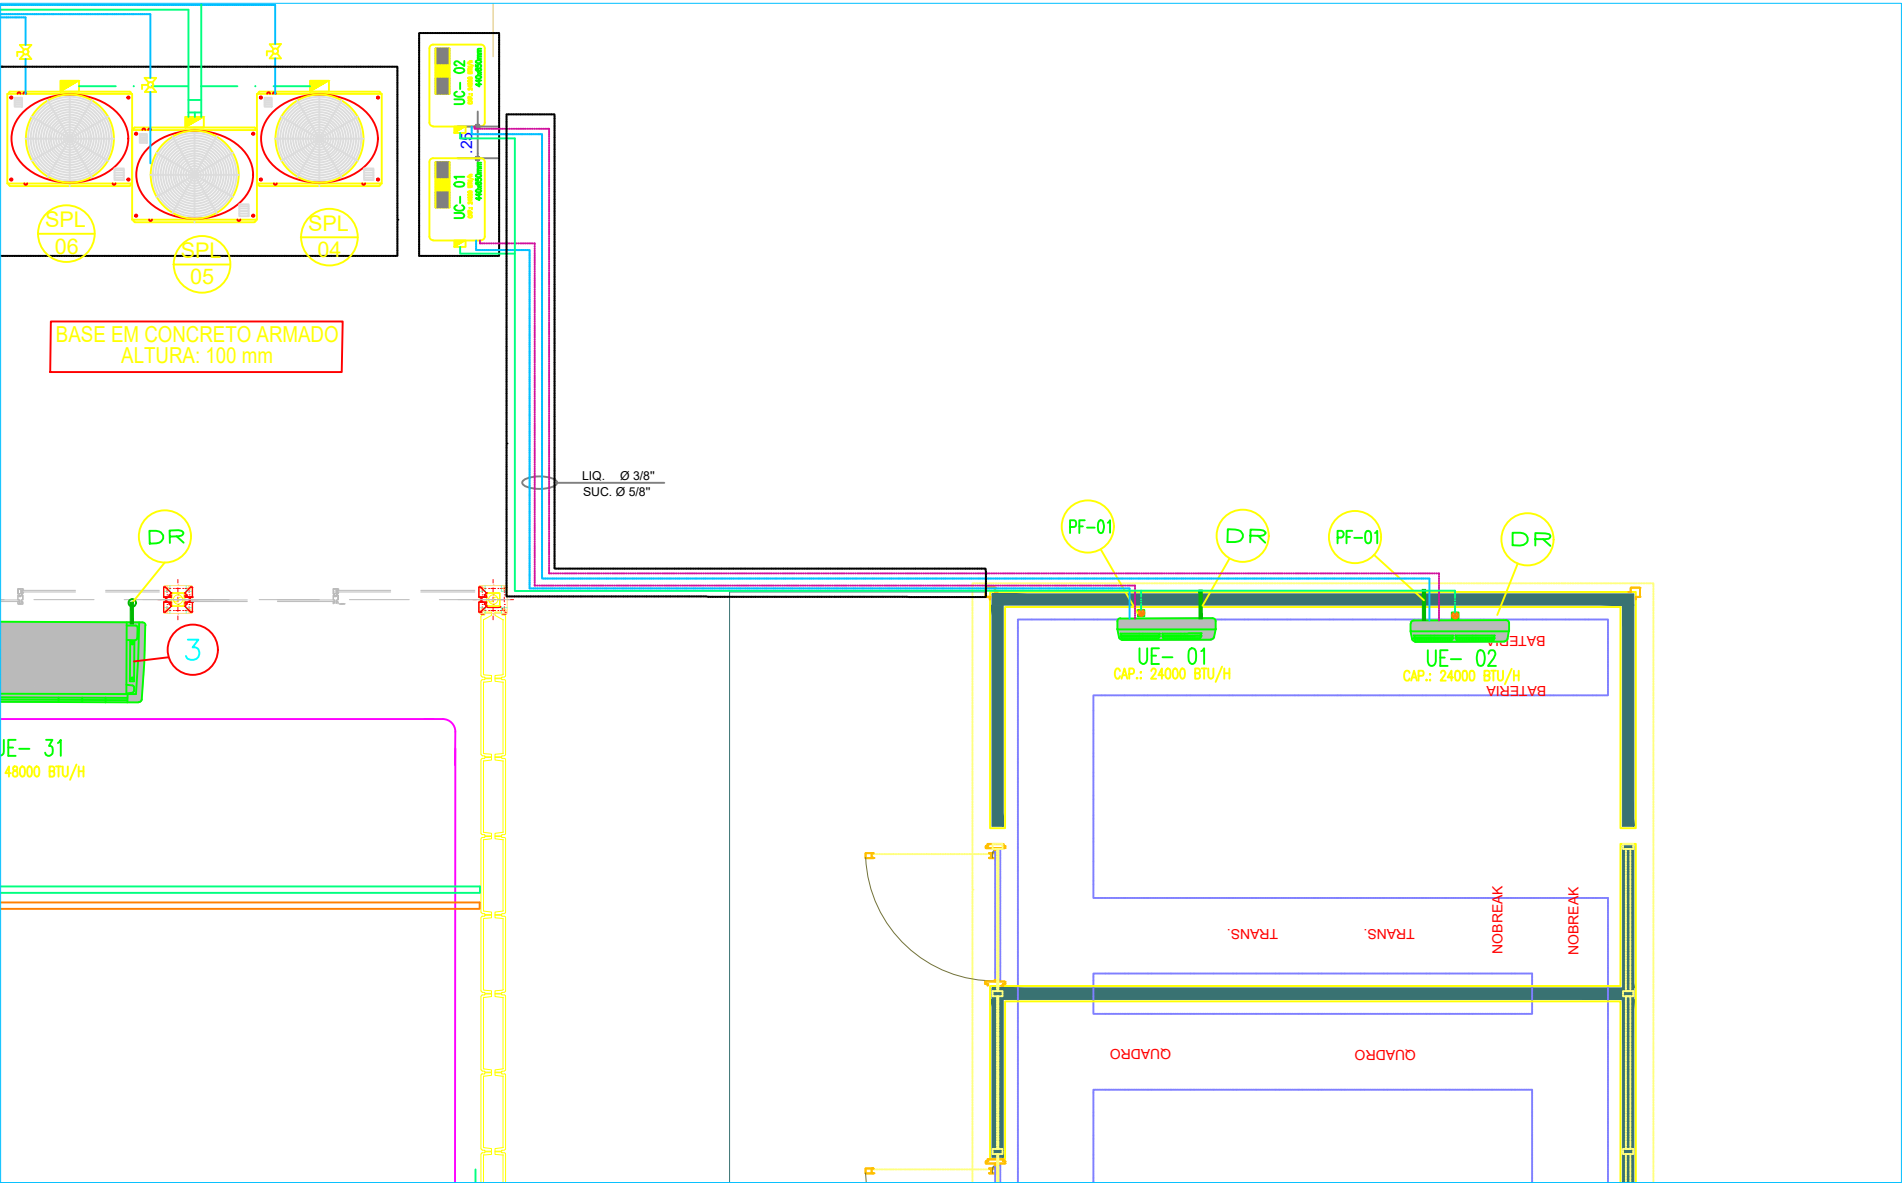 UC- 02
440x650mm
.25
UC- 01
440x650mm
SPL
06
SPL
05
SPL
04
BASE EM CONCRETO ARMADO
ALTURA: 100 mm
LIQ. Ø 3/8"
SUC. Ø 5/8"
DR
PF-01
DR
PF-01
DR
3
UE- 01
CAP.: 24000 BTU/H
UE- 02
CAP.: 24000 BTU/H
BATERIA
BATERIA
UE- 31
48000 BTU/H
TRANS.
TRANS.
NOBREAK
NOBREAK
QUADRO
QUADRO